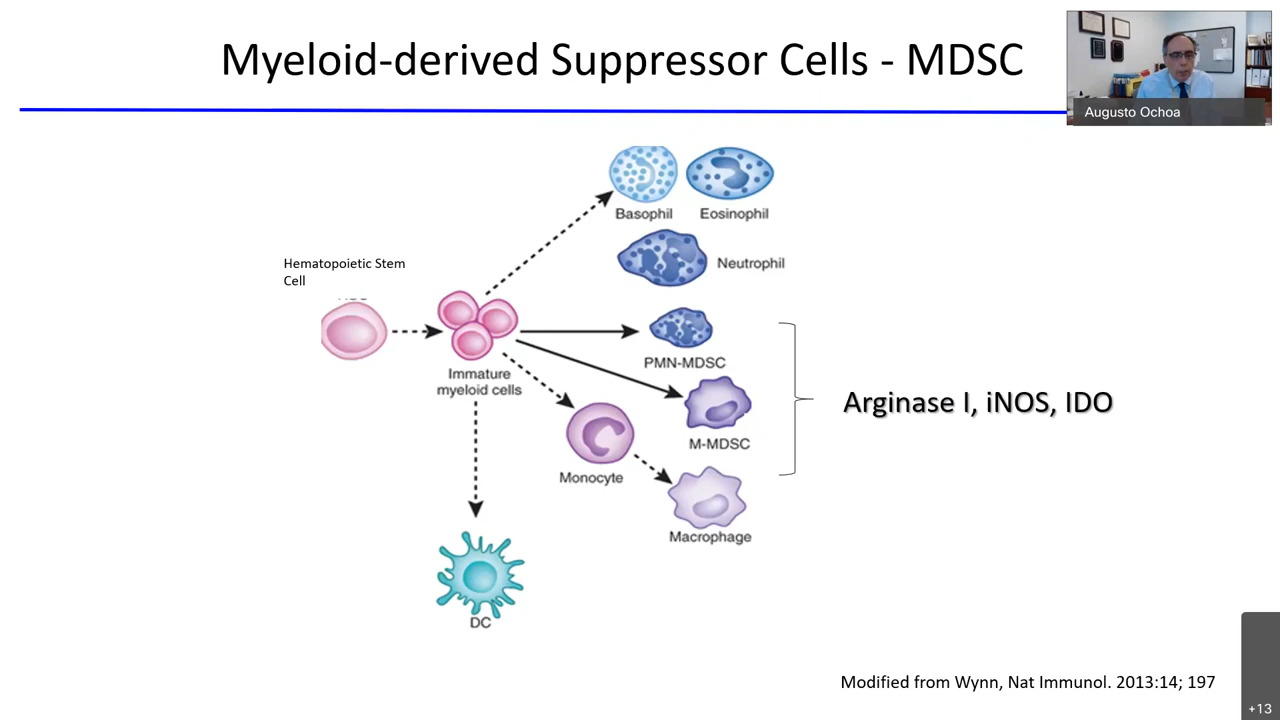 Myeloid-derived Suppressor Cells - MDSC
Augusto Ochoa
Basophil
Eosinophil
Neutrophil
Hematopoietic Stem
Cell
Immature
myeloid cells
PMN-MDSC
M-MDSC
Arginase I, iNOS, IDO
Monocyte
Macrophage
DC
Modified from Wynn, Nat Immunol. 2013:14; 197
+13